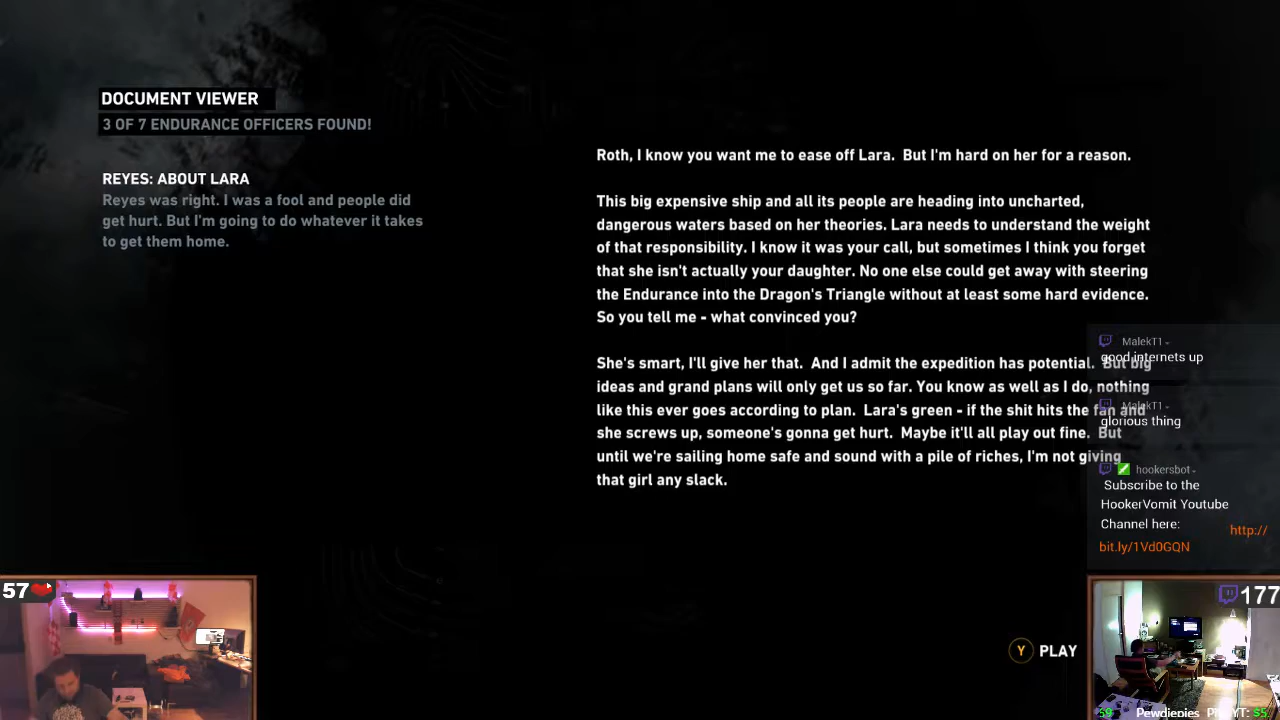 DOCUMENT VIEWER
3 OF 7 ENDURANCE OFFICERS FOUND!
REYES: ABOUT LARA
Reyes was right. I was a fool and people did
get hurt. But I'm going to do whatever it takes
to get them home.
Roth, I know you want me to ease off Lara. But I'm hard on her for a reason.
This big expensive ship and all its people are heading into uncharted,
dangerous waters based on her theories. Lara needs to understand the weight
of that responsibility. I know it was your call, but sometimes I think you forget
that she isn't actually your daughter. No one else could get away with steering
the Endurance into the Dragon's Triangle without at least some hard evidence.
So you tell me - what convinced you?
She's smart, I'll give her that. And I admit the expedition has potential. But big
ideas and grand plans will only get us so far. You know as well as I do, nothing
like this ever goes according to plan. Lara's green - if the shit hits the fan and
she screws up, someone's gonna get hurt. Maybe it'll all play out fine. But
until we're sailing home safe and sound with a pile of riches, I'm not giving
that girl any slack.
MalekT1
good internets up
MalekT1
glorious thing
hookersbot
Subscribe to the
HookerVomit Youtube
Channel here: http://
bit.ly/1Vd0GQN
57
177
Y PLAY
59 Pewdiepies YT: $5